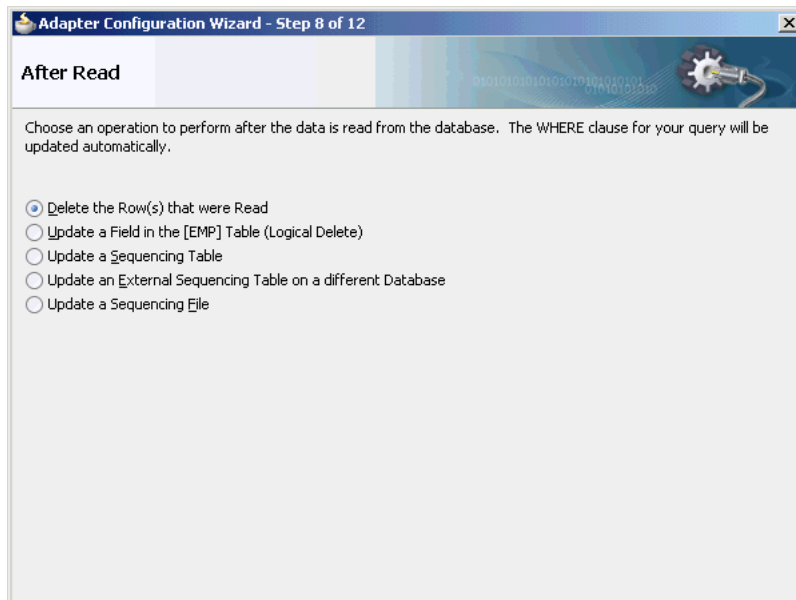 Adapter Configuration Wizard - Step 8 of 12
After Read
0101010101010101010101010101
01010101010
Choose an operation to perform after the data is read from the database. The WHERE clause for your query will be
updated automatically.
Delete the Row(s) that were Read
Update a Field in the [EMP] Table (Logical Delete)
Update a Sequencing Table
Update an External Sequencing Table on a different Database
Update a Sequencing File